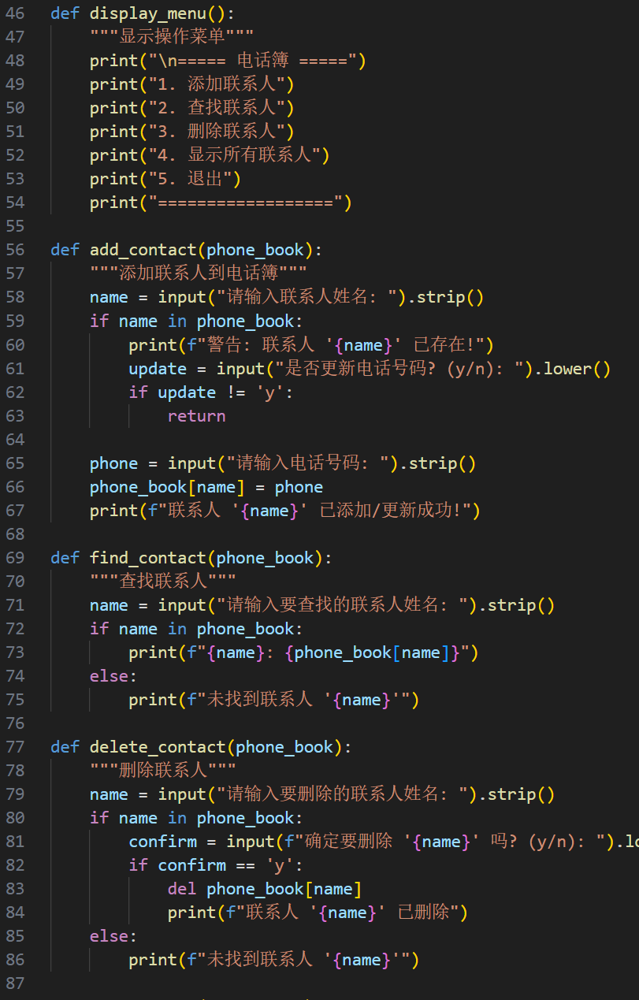 46 def display_menu():
47     """显示操作菜单"""
48     print("\n===== 电话簿 =====")
49     print("1. 添加联系人")
50     print("2. 查找联系人")
51     print("3. 删除联系人")
52     print("4. 显示所有联系人")
53     print("5. 退出")
54     print("==================")
55
56 def add_contact(phone_book):
57     """添加联系人到电话簿"""
58     name = input("请输入联系人姓名: ").strip()
59     if name in phone_book:
60         print(f"警告: 联系人 '{name}' 已存在!")
61         update = input("是否更新电话号码? (y/n): ").lower()
62         if update != 'y':
63             return
64
65     phone = input("请输入电话号码: ").strip()
66     phone_book[name] = phone
67     print(f"联系人 '{name}' 已添加/更新成功!")
68
69 def find_contact(phone_book):
70     """查找联系人"""
71     name = input("请输入要查找的联系人姓名: ").strip()
72     if name in phone_book:
73         print(f"{name}: {phone_book[name]}")
74     else:
75         print(f"未找到联系人 '{name}'")
76
77 def delete_contact(phone_book):
78     """删除联系人"""
79     name = input("请输入要删除的联系人姓名: ").strip()
80     if name in phone_book:
81         confirm = input(f"确定要删除 '{name}' 吗? (y/n): ").lo
82         if confirm == 'y':
83             del phone_book[name]
84             print(f"联系人 '{name}' 已删除")
85     else:
86         print(f"未找到联系人 '{name}'")
87